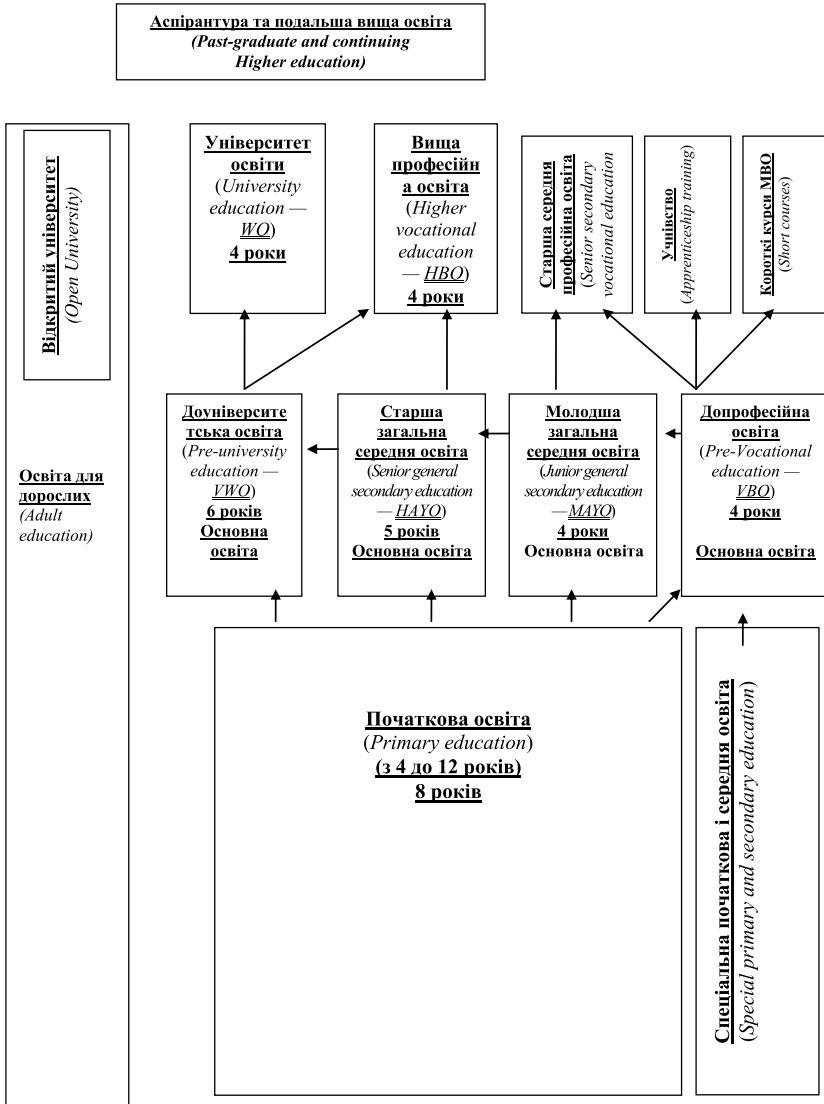 Аспірантура та подальша вища освіта
(Past-graduate and continuing
Higher education)
Відкритий університет
(Open University)
Освіта для
дорослих
(Adult
education)
Університет
освіти
(University
education —
WO)
4 роки
Вища
професійн
а освіта
(Higher
vocational
education
— HBO)
4 роки
Старша середня
професійна освіта
(Senior secondary
vocational education
Учнівство
(Apprenticeship training)
Короткі курси МВО
(Short courses)
Доуніверсите
тська освіта
(Pre-university
education —
VWO)
6 років
Основна
освіта
Старша
загальна
середня освіта
(Senior general
secondary education
— HAYO)
5 років
Основна освіта
Молодша
загальна
середня освіта
(Junior general
secondary education
— MAYO)
4 роки
Основна освіта
Допрофесійна
освіта
(Pre-Vocational
education —
VBO)
4 роки
Основна освіта
Початкова освіта
(Primary education)
(з 4 до 12 років)
8 років
Спеціальна початкова і середня освіта
(Special primary and secondary education)